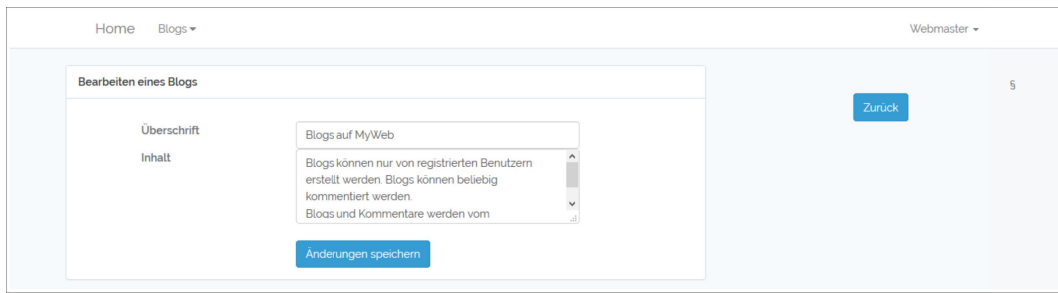 Home Blogs Webmaster
Bearbeiten eines Blogs
§
Zurück
Überschrift Blogs auf MyWeb
Inhalt Blogs können nur von registrierten Benutzern
erstellt werden. Blogs können beliebig
kommentiert werden.
Blogs und Kommentare werden vom
Änderungen speichern